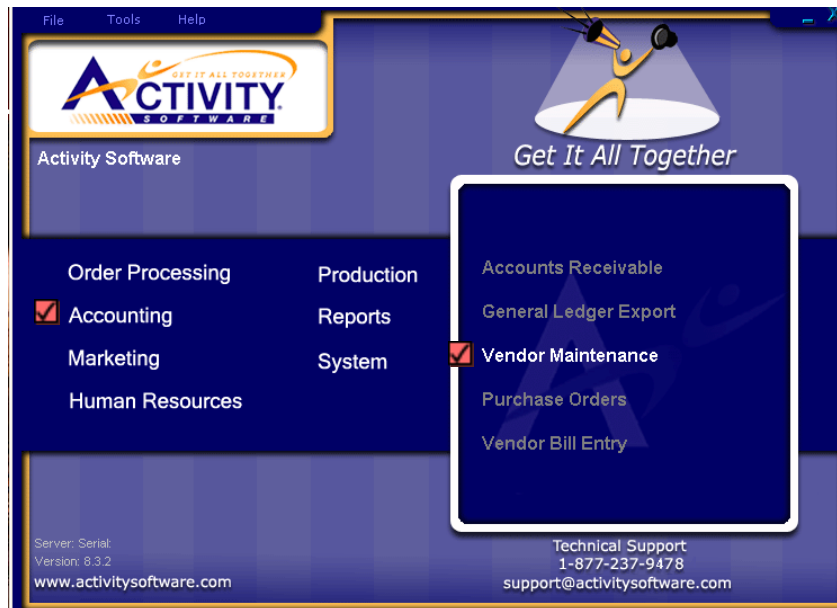 File Tools Help
GET IT ALL TOGETHER
ACTIVITY
SOFTWARE
Activity Software
Get It All Together
Order Processing
Accounting
Marketing
Human Resources
Production
Reports
System
Accounts Receivable
General Ledger Export
Vendor Maintenance
Purchase Orders
Vendor Bill Entry
Server: Serial:
Version: 8.3.2
www.activitysoftware.com
Technical Support
1-877-237-9478
support@activitysoftware.com